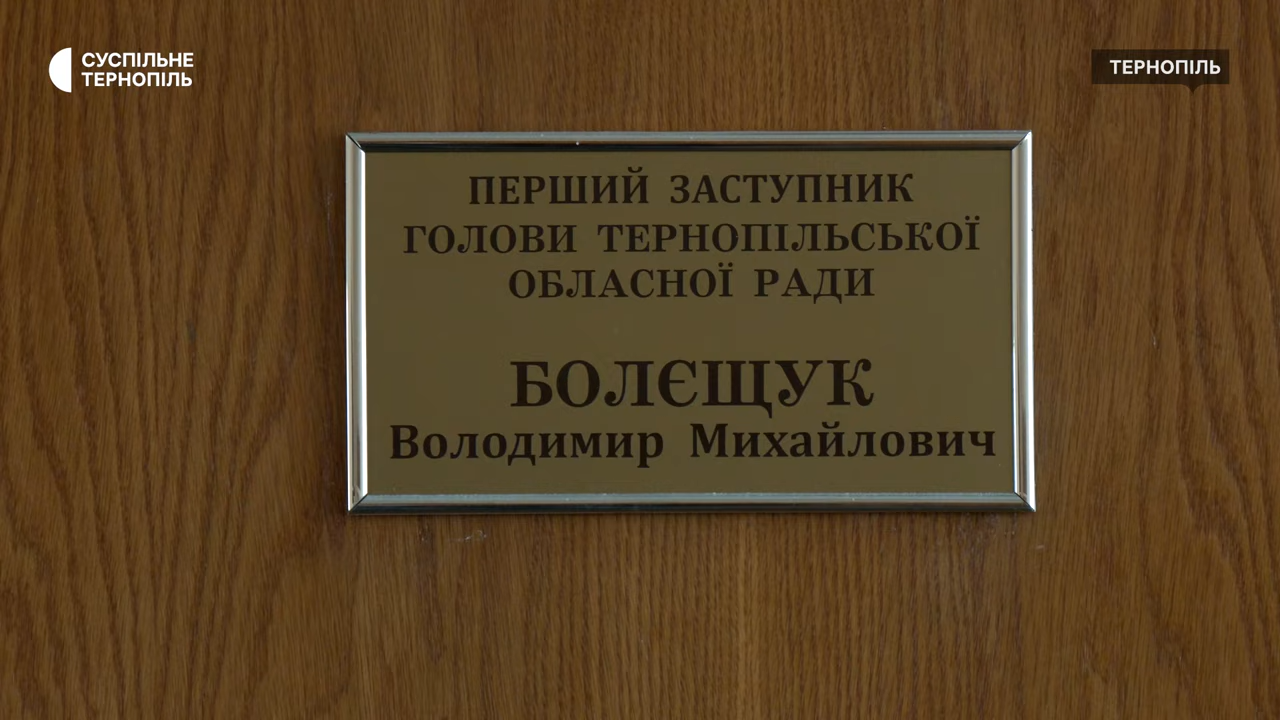 СУСПІЛЬНЕ
ТЕРНОПІЛЬ
ТЕРНОПІЛЬ
ПЕРШИЙ ЗАСТУПНИК
ГОЛОВИ ТЕРНОПІЛЬСЬКОЇ
ОБЛАСНОЇ РАДИ
БОЛЄЩУК
Володимир Михайлович